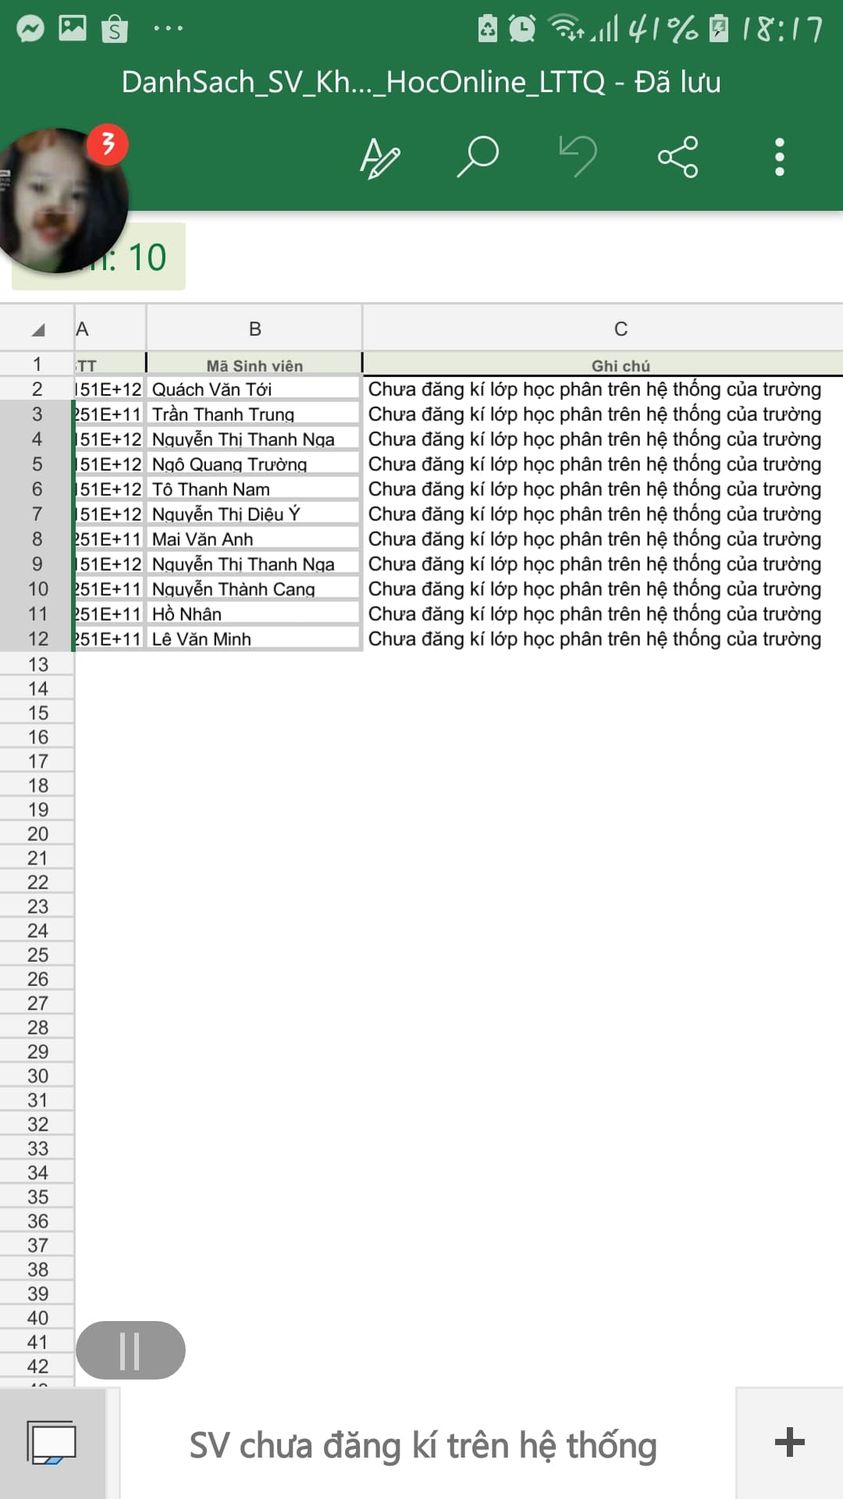 41% 18:17
DanhSach_SV_Kh..._HocOnline_LTTQ - Đã lưu
3
10
A B C
1 TT Mã Sinh viên Ghi chú
2 151E+12 Quách Văn Tới Chưa đăng kí lớp học phân trên hệ thống của trường
3 251E+11 Trần Thanh Trung Chưa đăng kí lớp học phân trên hệ thống của trường
4 151E+12 Nguyễn Thị Thanh Nga Chưa đăng kí lớp học phân trên hệ thống của trường
5 151E+12 Ngô Quang Trường Chưa đăng kí lớp học phân trên hệ thống của trường
6 151E+12 Tô Thanh Nam Chưa đăng kí lớp học phân trên hệ thống của trường
7 151E+12 Nguyễn Thị Diệu Ý Chưa đăng kí lớp học phân trên hệ thống của trường
8 251E+11 Mai Văn Anh Chưa đăng kí lớp học phân trên hệ thống của trường
9 151E+12 Nguyễn Thị Thanh Nga Chưa đăng kí lớp học phân trên hệ thống của trường
10 251E+11 Nguyễn Thành Cang Chưa đăng kí lớp học phân trên hệ thống của trường
11 251E+11 Hồ Nhân Chưa đăng kí lớp học phân trên hệ thống của trường
12 251E+11 Lê Văn Minh Chưa đăng kí lớp học phân trên hệ thống của trường
13
14
15
16
17
18
19
20
21
22
23
24
25
26
27
28
29
30
31
32
33
34
35
36
37
38
39
40
41
42
SV chưa đăng kí trên hệ thống